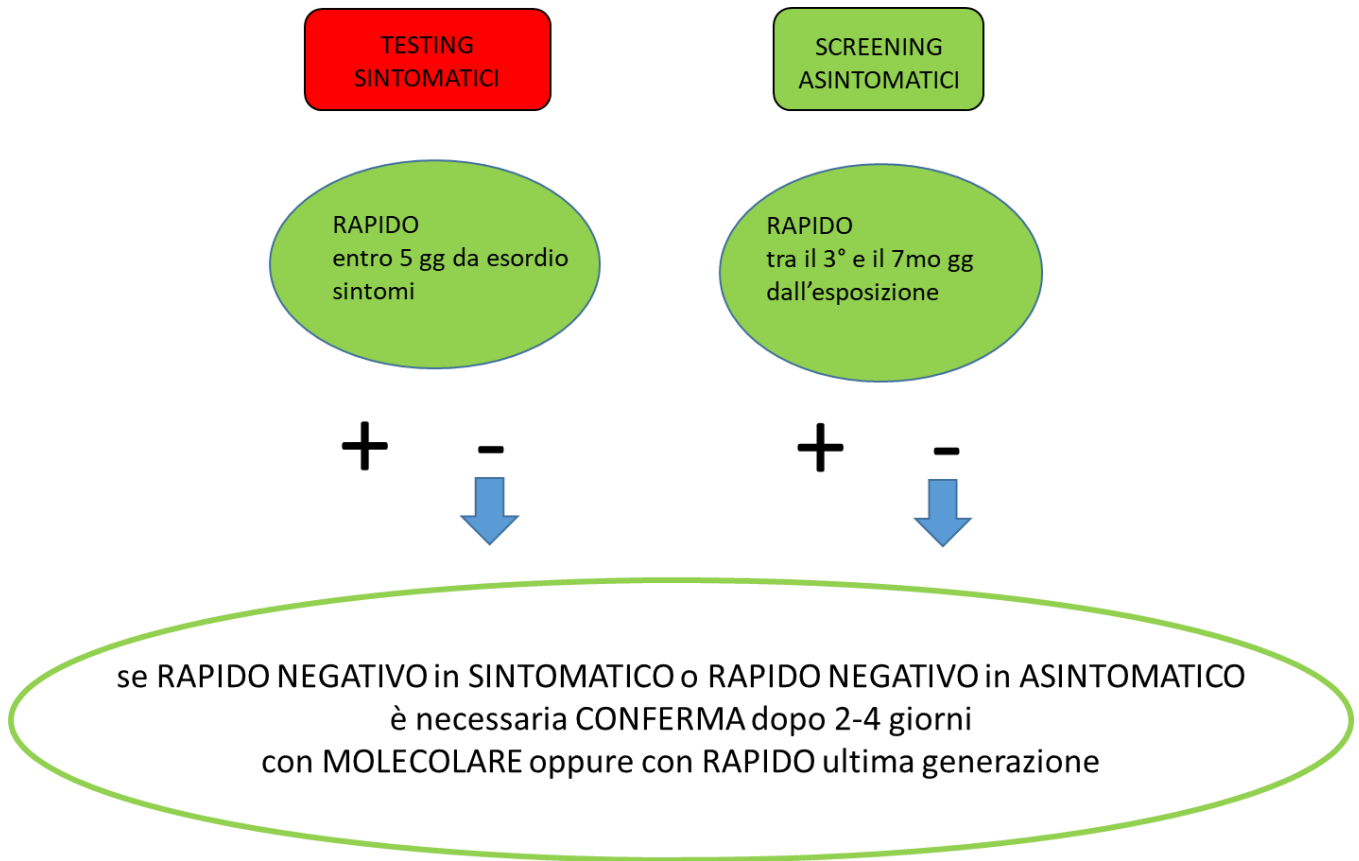 TESTING
SINTOMATICI
SCREENING
ASINTOMATICI
RAPIDO
entro 5 gg da esordio
sintomi
RAPIDO
tra il 3° e il 7mo gg
dall’esposizione
+ -
+ -
se RAPIDO NEGATIVO in SINTOMATICO o RAPIDO NEGATIVO in ASINTOMATICO
è necessaria CONFERMA dopo 2-4 giorni
con MOLECOLARE oppure con RAPIDO ultima generazione